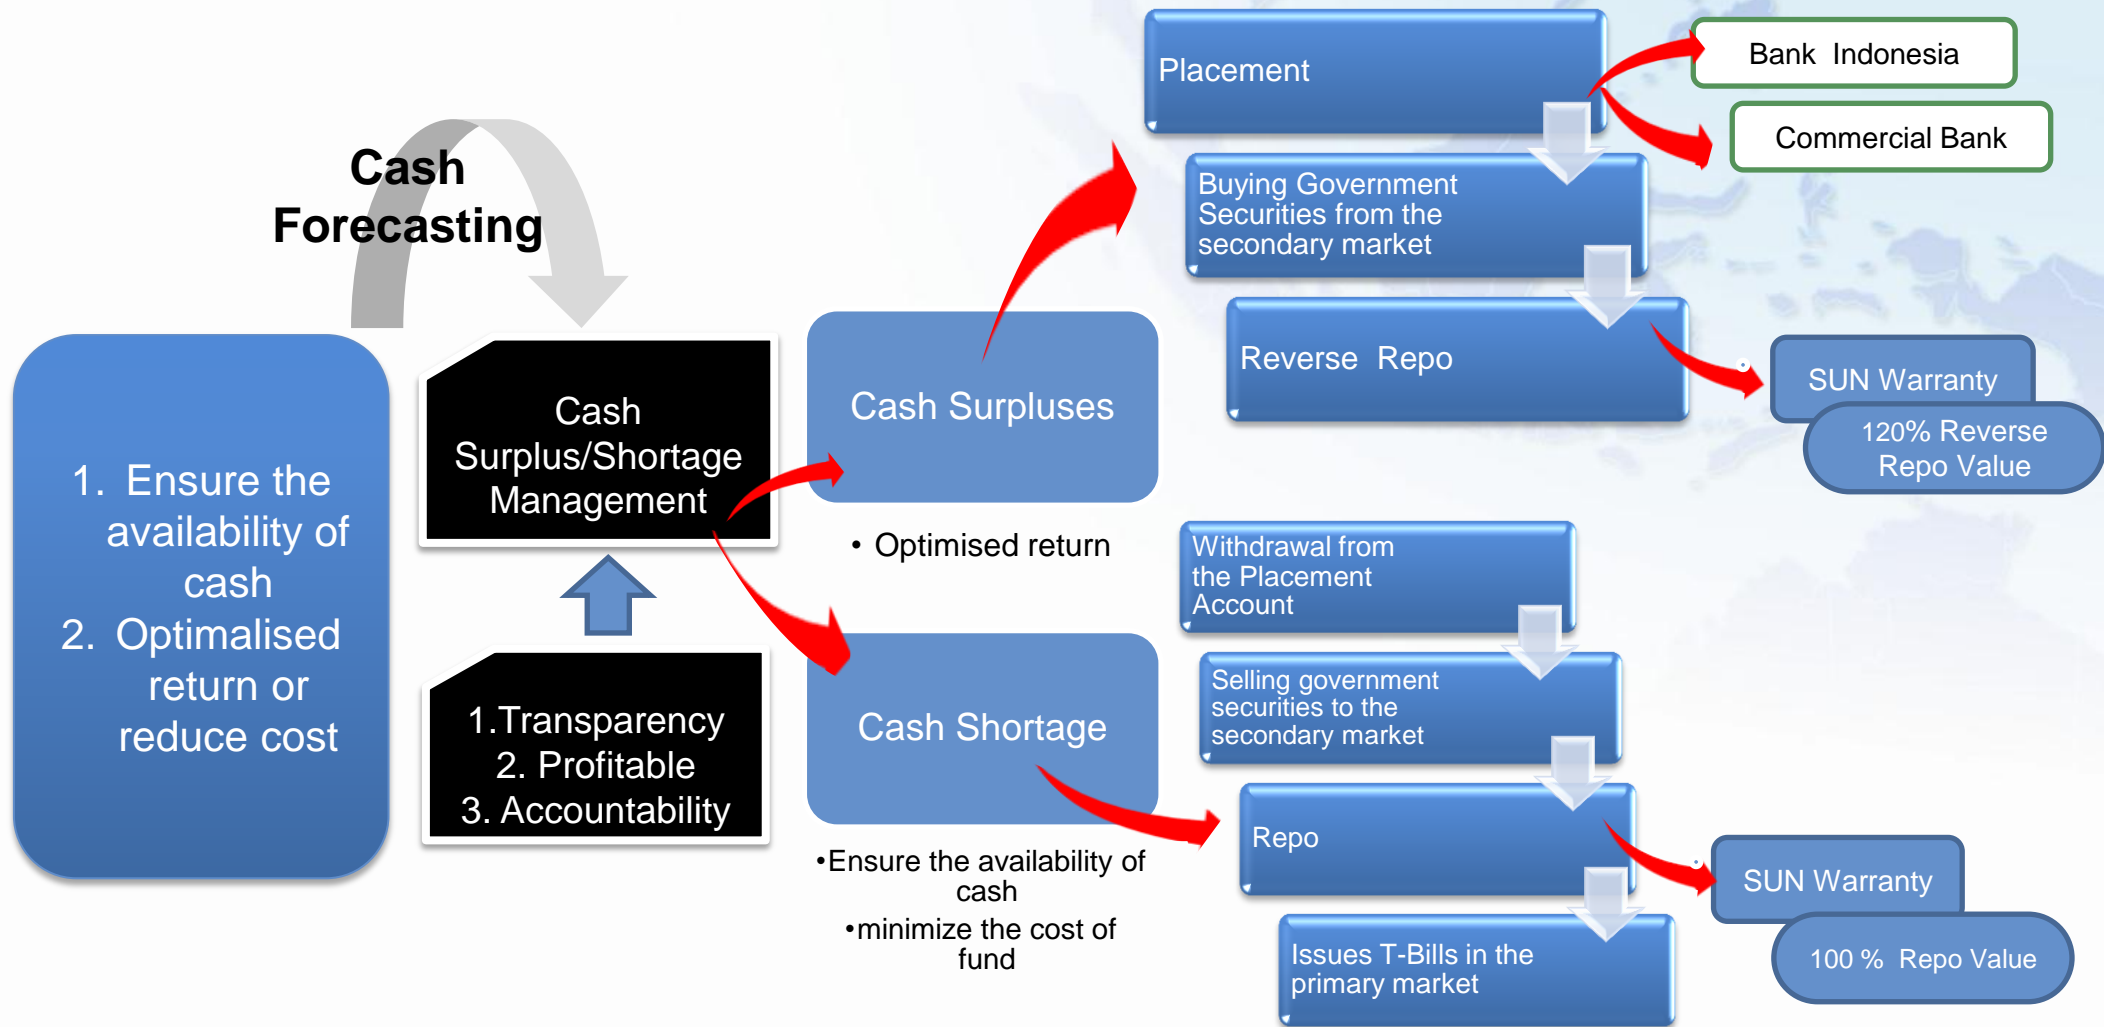 Cash
Forecasting
1. Ensure the
availability of
cash
2. Optimalised
return or
reduce cost
Cash
Surplus/Shortage
Management
1.Transparency
2. Profitable
3. Accountability
Cash Surpluses
• Optimised return
Cash Shortage
•Ensure the availability of
cash
•minimize the cost of
fund
Placement
Bank Indonesia
Commercial Bank
Buying Government
Securities from the
secondary market
Reverse Repo
SUN Warranty
120% Reverse
Repo Value
Withdrawal from
the Placement
Account
Selling government
securities to the
secondary market
Repo
SUN Warranty
100 % Repo Value
Issues T-Bills in the
primary market